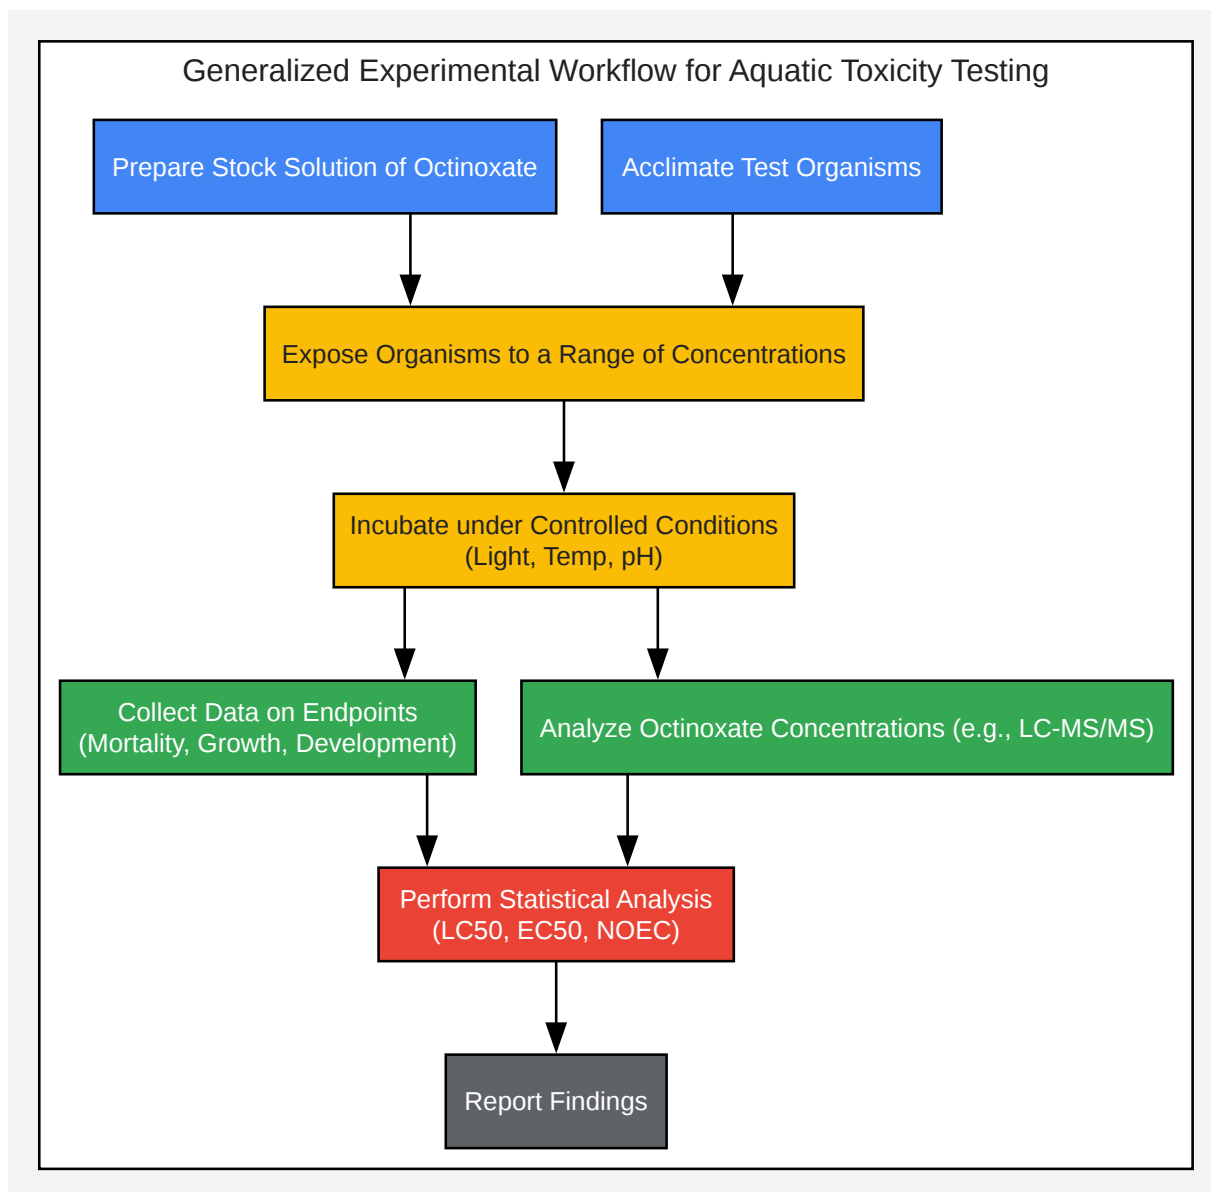 Generalized Experimental Workflow for Aquatic Toxicity Testing
Prepare Stock Solution of Octinoxate
Acclimate Test Organisms
Expose Organisms to a Range of Concentrations
Incubate under Controlled Conditions
(Light, Temp, pH)
Collect Data on Endpoints
(Mortality, Growth, Development)
Analyze Octinoxate Concentrations (e.g., LC-MS/MS)
Perform Statistical Analysis
(LC50, EC50, NOEC)
Report Findings